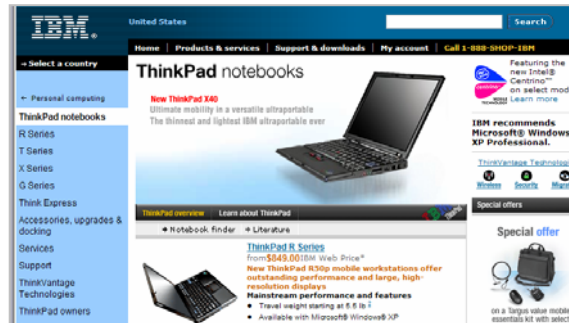 IBM®
United States
Search
Home | Products & services | Support & downloads | My account | Call 1-888-SHOP-IBM
→ Select a country
← Personal computing
ThinkPad notebooks
R Series
T Series
X Series
G Series
Think Express
Accessories, upgrades &
docking
Services
Support
ThinkVantage
Technologies
ThinkPad owners
ThinkPad notebooks
New ThinkPad X40
Ultimate mobility in a versatile ultraportable
The thinnest and lightest IBM ultraportable ever
ThinkPad overview
Learn about ThinkPad
Notebook finder
Literature
ThinkPad R Series
from $849.00 IBM Web Price*
New ThinkPad R50p mobile workstations offer
outstanding performance and large, high-
resolution displays
Mainstream performance and features
• Travel weight starting at 5.5 lb
• Available with Microsoft® Windows® XP
Featuring the
new Intel®
Centrino™
on select mod
Learn more
IBM recommends
Microsoft® Windows
XP Professional.
ThinkVantage Technologi
Wireless
Security
Migra
Special offers
Special offer
on a Targus value mobile
essentials kit with select